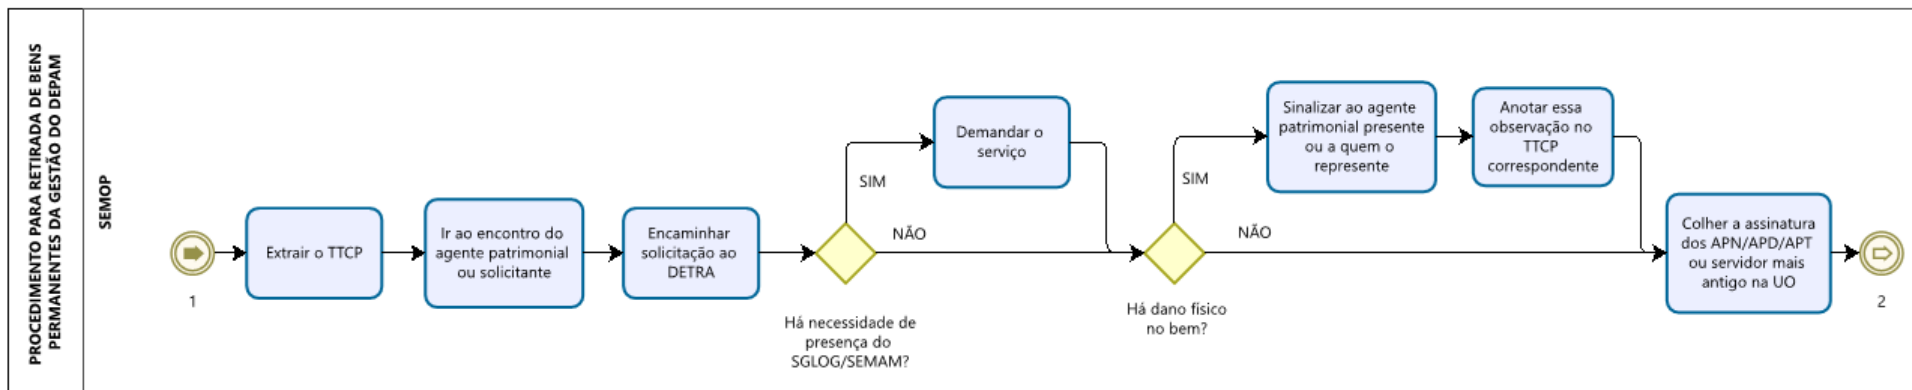 PROCEDIMENTO PARA RETIRADA DE BENS
PERMANENTES DA GESTÃO DO DEPAM
SEMOP
1
Extrair o TTCP
Ir ao encontro do
agente patrimonial
ou solicitante
Encaminhar
solicitação ao
DETRA
Há necessidade de
presença do
SGLOG/SEMAM?
SIM
NÃO
Demandar o
serviço
Há dano físico
no bem?
SIM
NÃO
Sinalizar ao agente
patrimonial presente
ou a quem o
represente
Anotar essa
observação no
TTCP
correspondente
Colher a assinatura
dos APN/APD/APT
ou servidor mais
antigo na UO
2